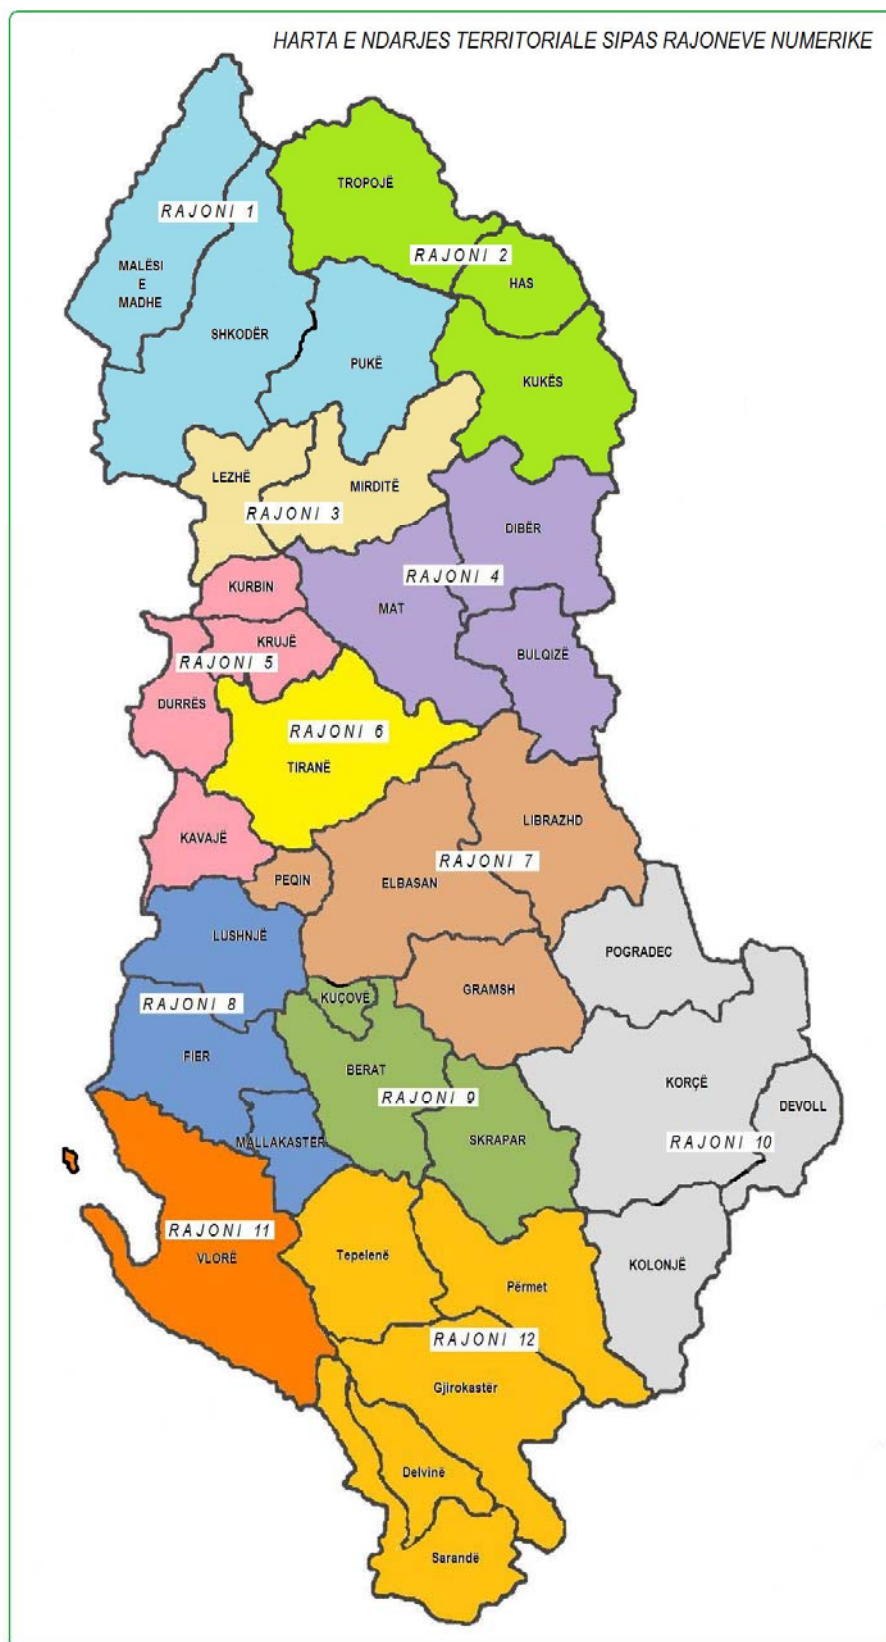 HARTA E NDARJES TERRITORIALE SIPAS RAJONEVE NUMERIKE
TROPOJË
RAJONI 1
RAJONI 2
MALËSI
E
MADHE
HAS
SHKODËR
PUKË
KUKËS
LEZHË
MIRDITË
RAJONI 3
DIBËR
RAJONI 4
KURBIN
MAT
KRUJË
BULQIZË
RAJONI 5
DURRËS
RAJONI 6
TIRANË
LIBRAZHD
KAVAJË
RAJONI 7
PEQIN
ELBASAN
LUSHNJË
POGRADEC
GRAMSH
KUÇOVË
RAJONI 8
FIER
BERAT
KORÇË
RAJONI 9
DEVOLL
MALLAKASTËR
SKRAPAR
RAJONI 10
RAJONI 11
VLORË
Tepelenë
KOLONJË
Përmet
RAJONI 12
Gjirokastër
Delvinë
Sarandë